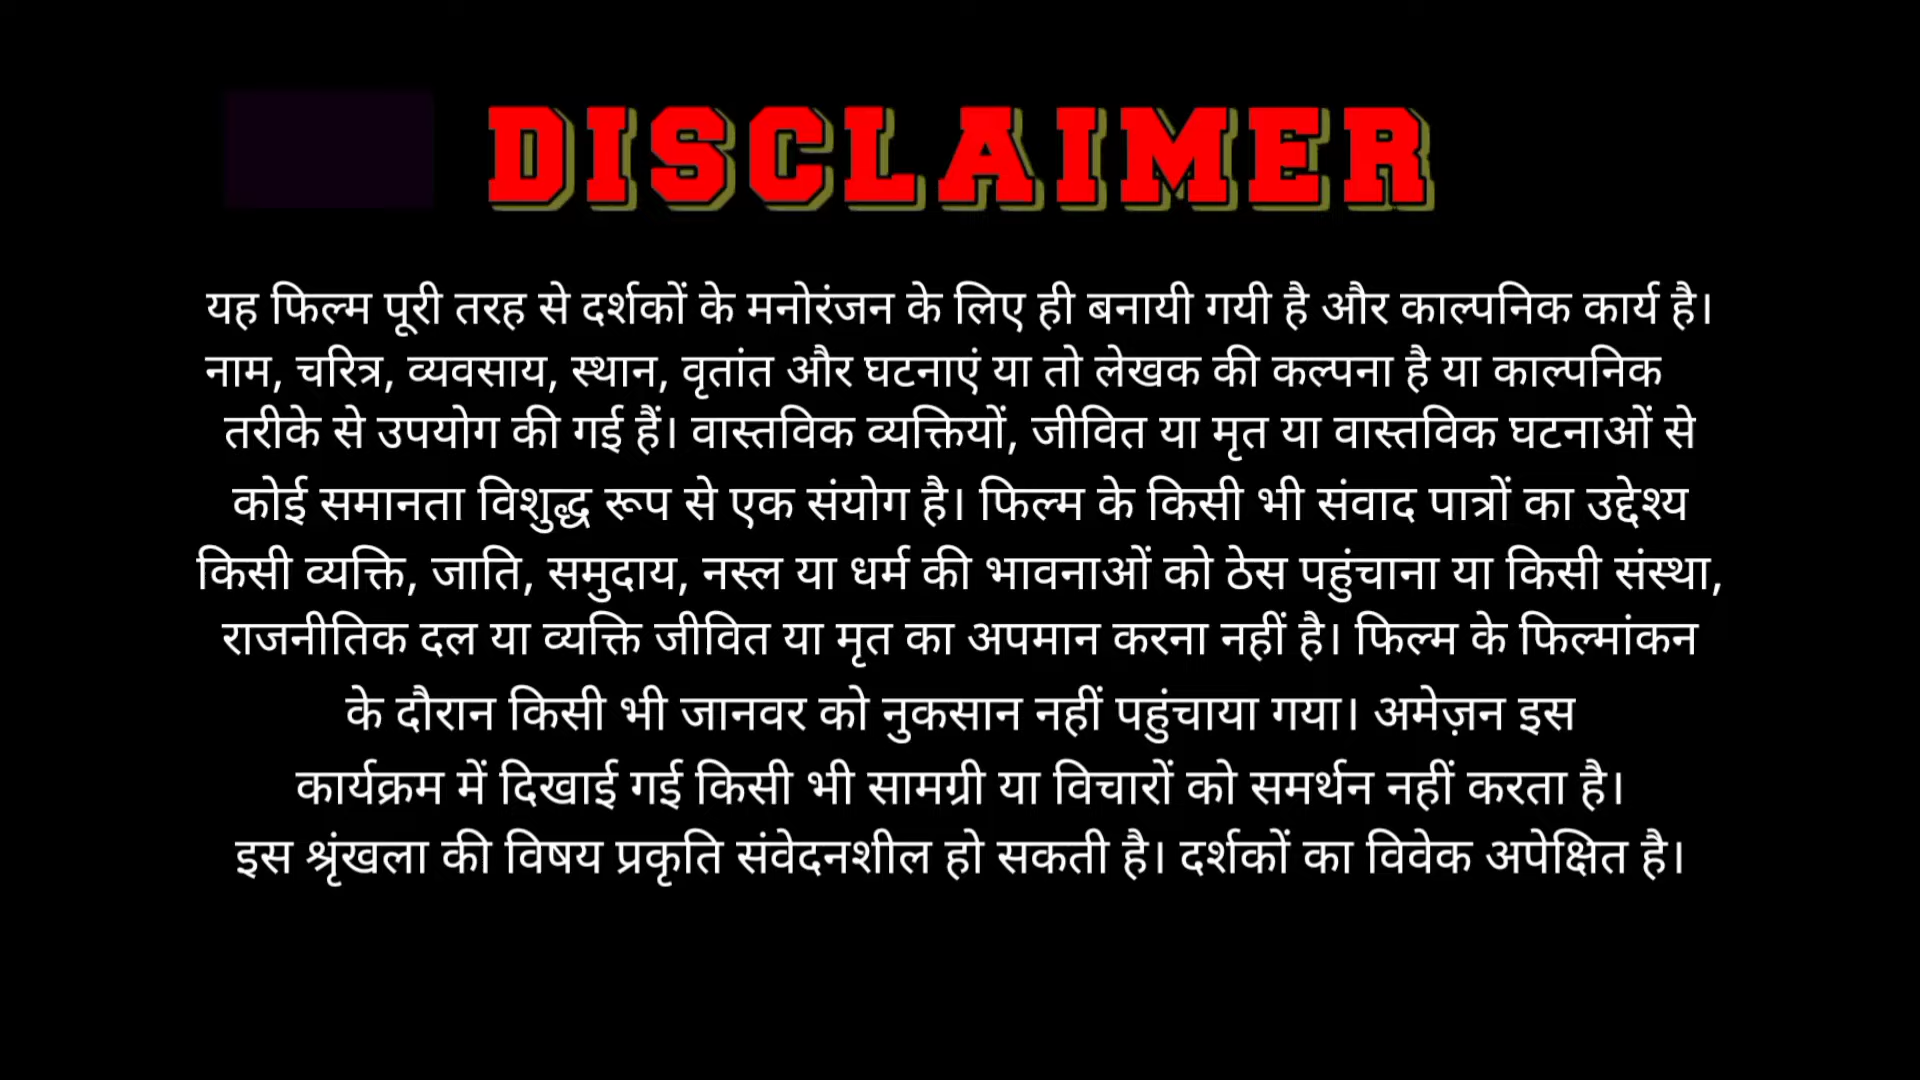 DISCLAIMER
यह फिल्म पूरी तरह से दर्शकों के मनोरंजन के लिए ही बनायी गयी है और काल्पनिक कार्य है।
नाम, चरित्र, व्यवसाय, स्थान, वृतांत और घटनाएं या तो लेखक की कल्पना है या काल्पनिक
तरीके से उपयोग की गई हैं। वास्तविक व्यक्तियों, जीवित या मृत या वास्तविक घटनाओं से
कोई समानता विशुद्ध रूप से एक संयोग है। फिल्म के किसी भी संवाद पात्रों का उद्देश्य
किसी व्यक्ति, जाति, समुदाय, नस्ल या धर्म की भावनाओं को ठेस पहुंचाना या किसी संस्था,
राजनीतिक दल या व्यक्ति जीवित या मृत का अपमान करना नहीं है। फिल्म के फिल्मांकन
के दौरान किसी भी जानवर को नुकसान नहीं पहुंचाया गया। अमेज़न इस
कार्यक्रम में दिखाई गई किसी भी सामग्री या विचारों को समर्थन नहीं करता है।
इस श्रृंखला की विषय प्रकृति संवेदनशील हो सकती है। दर्शकों का विवेक अपेक्षित है।